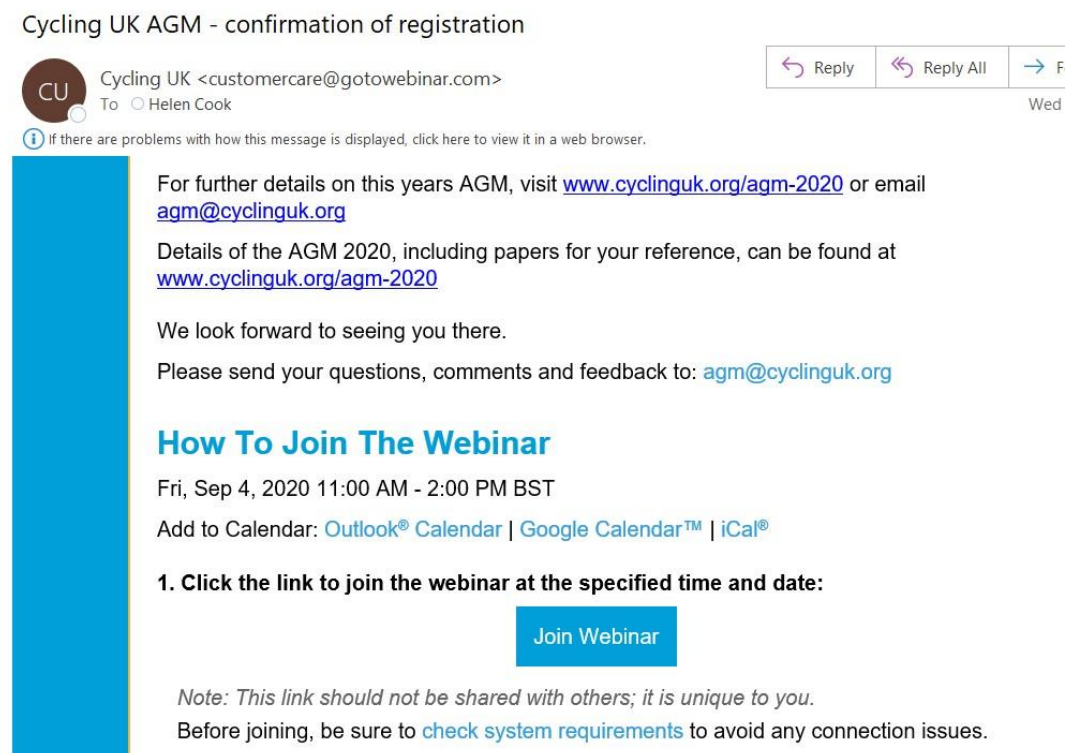 Cycling UK AGM - confirmation of registration
CU
Cycling UK <customercare@gotowebinar.com>
To Helen Cook
Reply
Reply All
Wed
If there are problems with how this message is displayed, click here to view it in a web browser.
For further details on this years AGM, visit www.cyclinguk.org/agm-2020 or email
agm@cyclinguk.org
Details of the AGM 2020, including papers for your reference, can be found at
www.cyclinguk.org/agm-2020
We look forward to seeing you there.
Please send your questions, comments and feedback to: agm@cyclinguk.org
How To Join The Webinar
Fri, Sep 4, 2020 11:00 AM - 2:00 PM BST
Add to Calendar: Outlook® Calendar | Google Calendar™ | iCal®
1. Click the link to join the webinar at the specified time and date:
Join Webinar
Note: This link should not be shared with others; it is unique to you.
Before joining, be sure to check system requirements to avoid any connection issues.